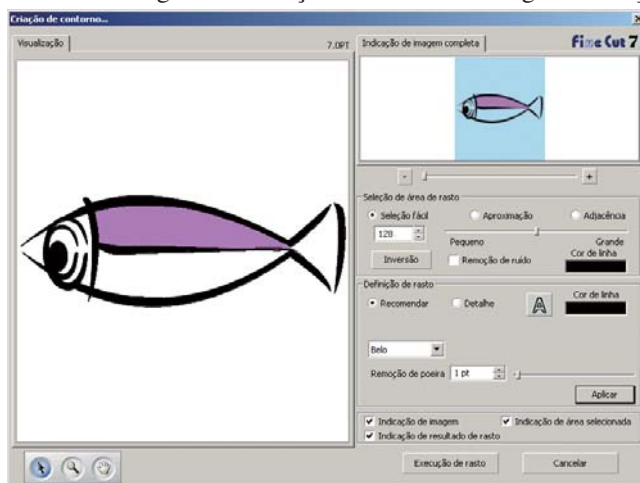 Criação de contorno...
Visualização
7.0PT
Indicação de imagem completa
Fine Cut 7
-
+
Seleção de área de rasto
Seleção fácil
Aproximação
Adjacência
128
Pequeno
Grande
Inversão
Remoção de ruído
Cor de linha
Definição de rasto
Recomendar
Detalhe
A
Cor de linha
Belo
Remoção de poeira
1 pt
Aplicar
Indicação de imagem
Indicação de área selecionada
Indicação de resultado de rasto
Execução de rasto
Cancelar